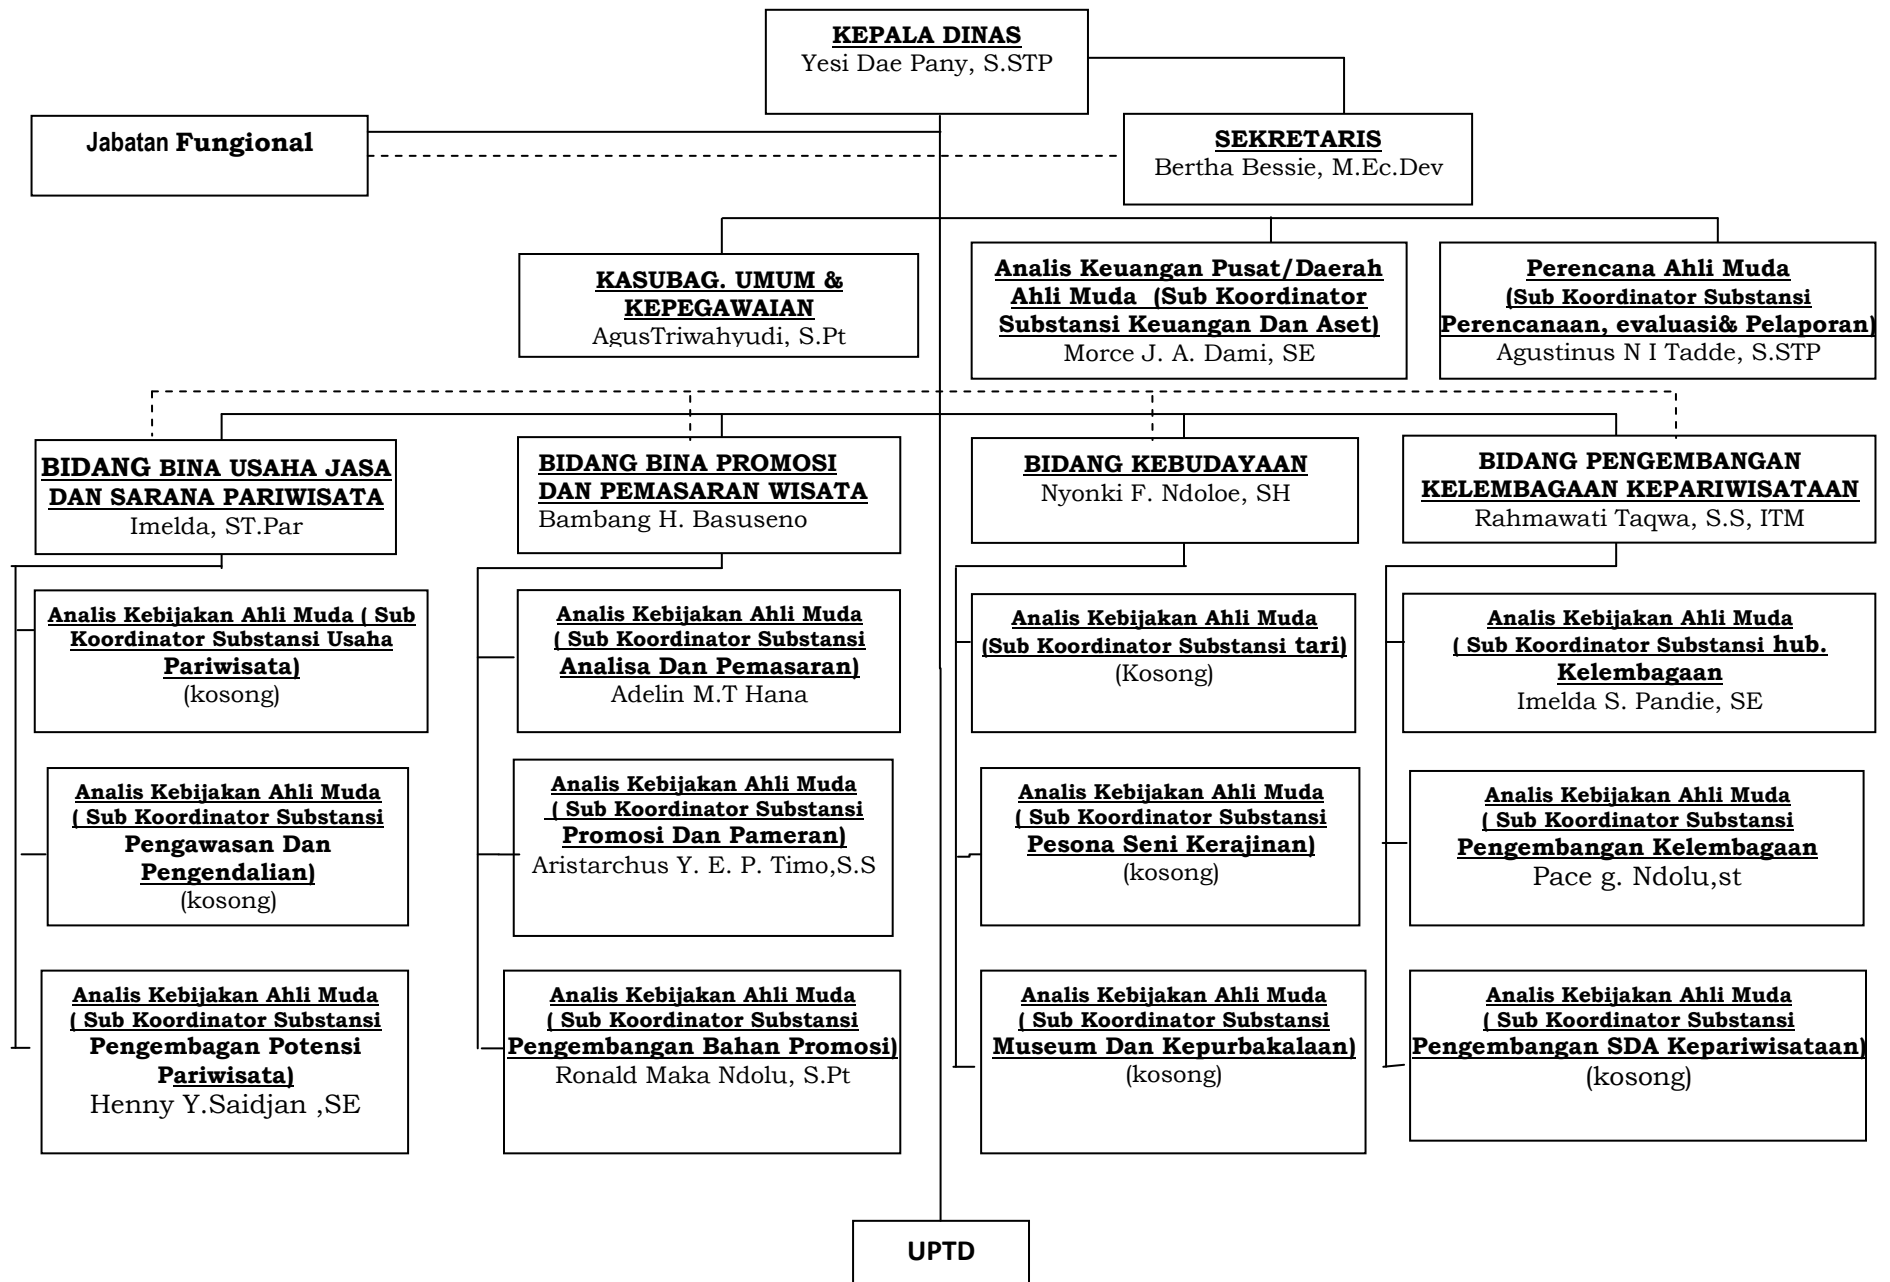 KEPALA DINAS
Yesi Dae Pany, S.STP
Jabatan Fungional
SEKRETARIS
Bertha Bessie, M.Ec.Dev
KASUBAG. UMUM &
KEPEGAWAIAN
AgusTriwahyudi, S.Pt
Analis Keuangan Pusat/Daerah
Ahli Muda (Sub Koordinator
Substansi Keuangan Dan Aset)
Morce J. A. Dami, SE
Perencana Ahli Muda
(Sub Koordinator Substansi
Perencanaan, evaluasi& Pelaporan)
Agustinus N I Tadde, S.STP
BIDANG BINA USAHA JASA
DAN SARANA PARIWISATA
Imelda, ST.Par
BIDANG BINA PROMOSI
DAN PEMASARAN WISATA
Bambang H. Basuseno
BIDANG KEBUDAYAAN
Nyonki F. Ndoloe, SH
BIDANG PENGEMBANGAN
KELEMBAGAAN KEPARIWISATAAN
Rahmawati Taqwa, S.S, ITM
Analis Kebijakan Ahli Muda ( Sub
Koordinator Substansi Usaha
Pariwisata)
(kosong)
Analis Kebijakan Ahli Muda
( Sub Koordinator Substansi
Analisa Dan Pemasaran)
Adelin M.T Hana
Analis Kebijakan Ahli Muda
(Sub Koordinator Substansi tari)
(Kosong)
Analis Kebijakan Ahli Muda
( Sub Koordinator Substansi hub.
Kelembagaan
Imelda S. Pandie, SE
Analis Kebijakan Ahli Muda
( Sub Koordinator Substansi
Pengawasan Dan
Pengendalian)
(kosong)
Analis Kebijakan Ahli Muda
( Sub Koordinator Substansi
Promosi Dan Pameran)
Aristarchus Y. E. P. Timo,S.S
Analis Kebijakan Ahli Muda
( Sub Koordinator Substansi
Pesona Seni Kerajinan)
(kosong)
Analis Kebijakan Ahli Muda
( Sub Koordinator Substansi
Pengembangan Kelembagaan
Pace g. Ndolu,st
Analis Kebijakan Ahli Muda
( Sub Koordinator Substansi
Pengembagan Potensi
Pariwisata)
Henny Y.Saidjan ,SE
Analis Kebijakan Ahli Muda
( Sub Koordinator Substansi
Pengembangan Bahan Promosi)
Ronald Maka Ndolu, S.Pt
Analis Kebijakan Ahli Muda
( Sub Koordinator Substansi
Museum Dan Kepurbakalaan)
(kosong)
Analis Kebijakan Ahli Muda
( Sub Koordinator Substansi
Pengembangan SDA Kepariwisataan)
(kosong)
UPTD